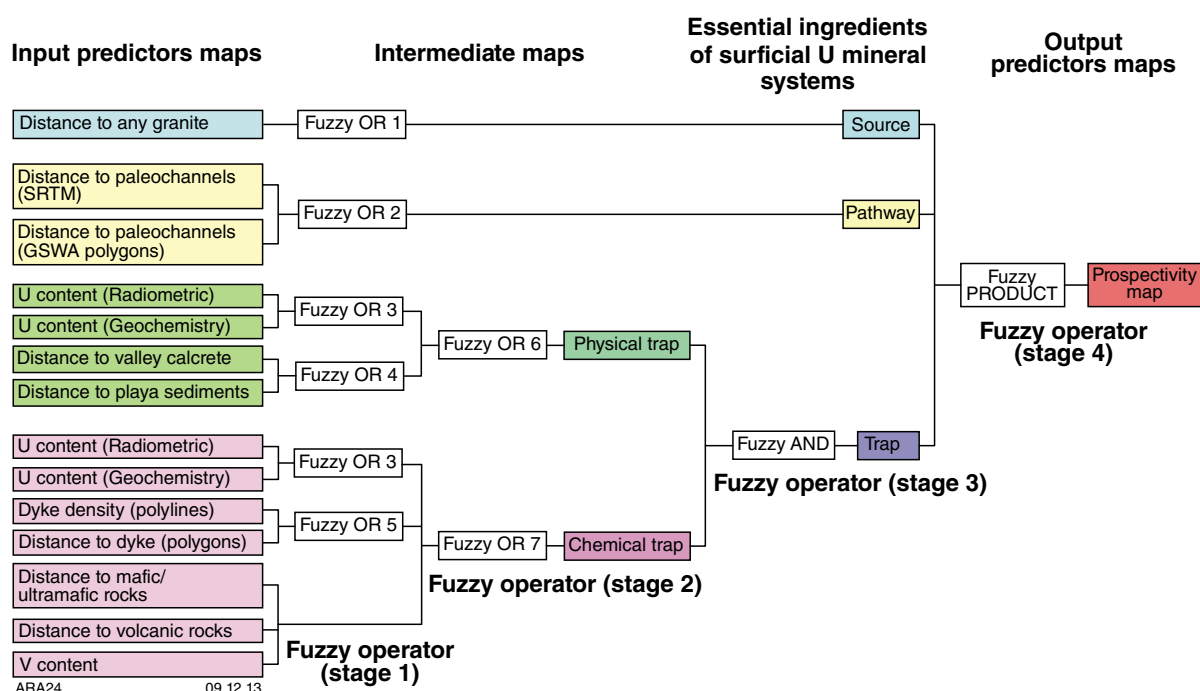 Input predictors maps
Intermediate maps
Essential ingredients
of surficial U mineral
systems
Output
predictors maps
Distance to any granite
Fuzzy OR 1
Source
Distance to paleochannels
(SRTM)
Fuzzy OR 2
Pathway
Distance to paleochannels
(GSWA polygons)
Fuzzy
PRODUCT
Prospectivity
map
Fuzzy operator
(stage 4)
U content (Radiometric)
Fuzzy OR 3
U content (Geochemistry)
Fuzzy OR 6
Physical trap
Distance to valley calcrete
Fuzzy OR 4
Distance to playa sediments
Fuzzy AND
Trap
Fuzzy operator (stage 3)
U content (Radiometric)
Fuzzy OR 3
U content (Geochemistry)
Dyke density (polylines)
Fuzzy OR 5
Distance to dyke (polygons)
Fuzzy OR 7
Chemical trap
Fuzzy operator (stage 2)
Distance to mafic/
ultramafic rocks
Distance to volcanic rocks
V content
Fuzzy operator
(stage 1)
ARA24
09.12.13